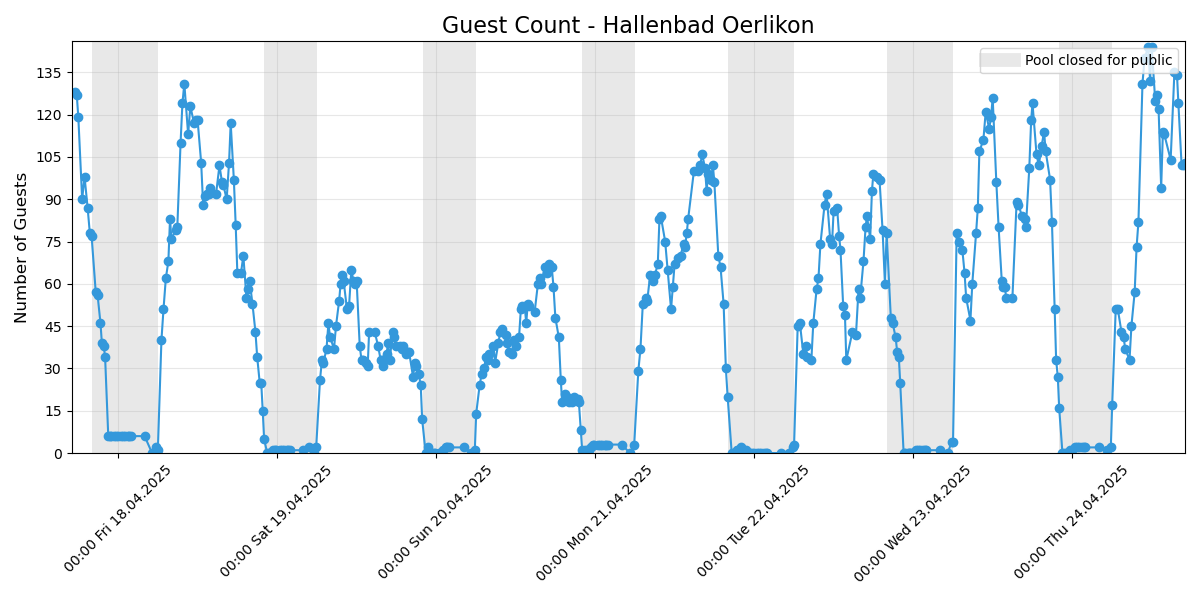 Guest Count - Hallenbad Oerlikon
Pool closed for public
Number of Guests
135
120
105
90
75
60
45
30
15
0
00:00 Fri 18.04.2025
00:00 Sat 19.04.2025
00:00 Sun 20.04.2025
00:00 Mon 21.04.2025
00:00 Tue 22.04.2025
00:00 Wed 23.04.2025
00:00 Thu 24.04.2025